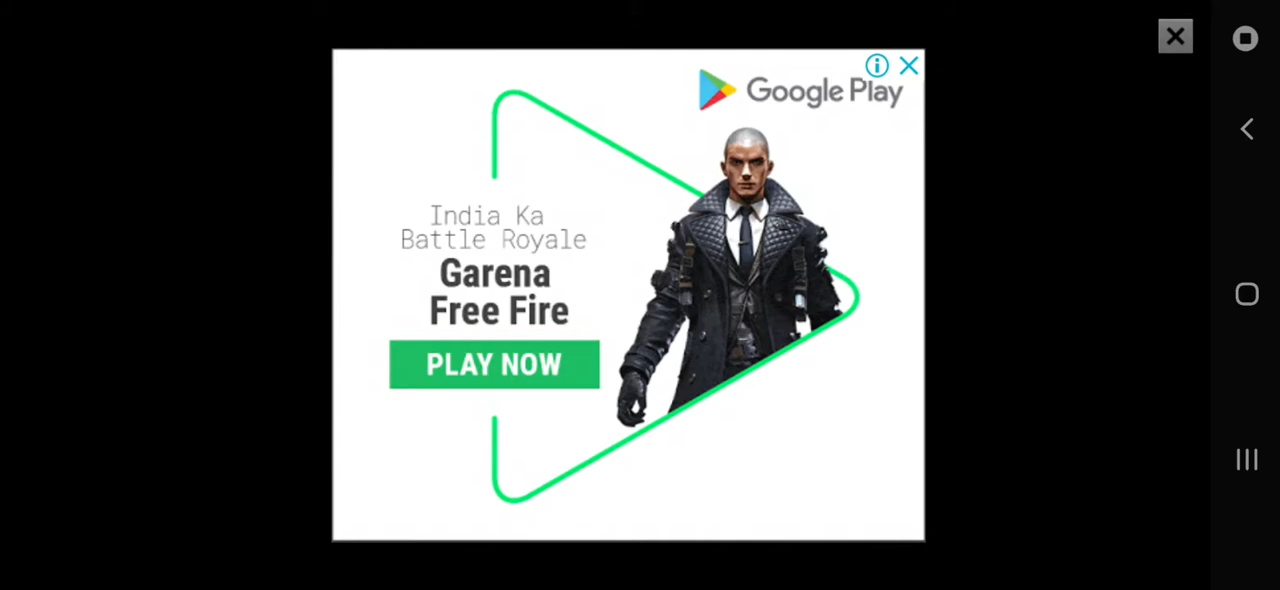 Google Play
India Ka
Battle Royale
Garena
Free Fire
PLAY NOW